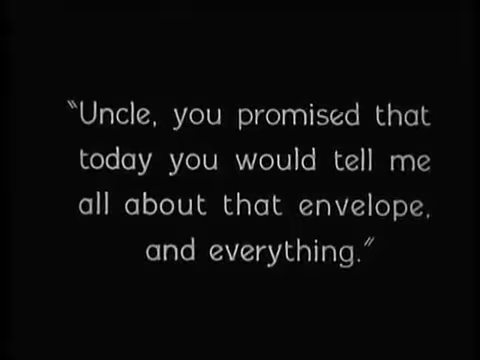 "Uncle, you promised that
today you would tell me
all about that envelope,
and everything."